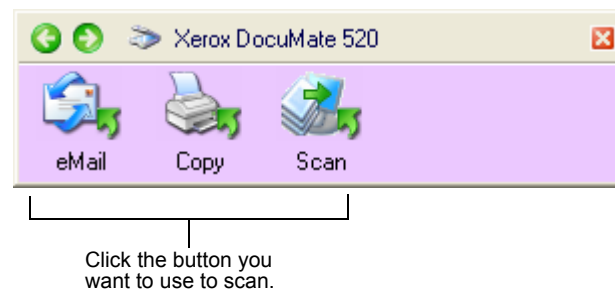 Xerox DocuMate 520
eMail Copy Scan
Click the button you
want to use to scan.